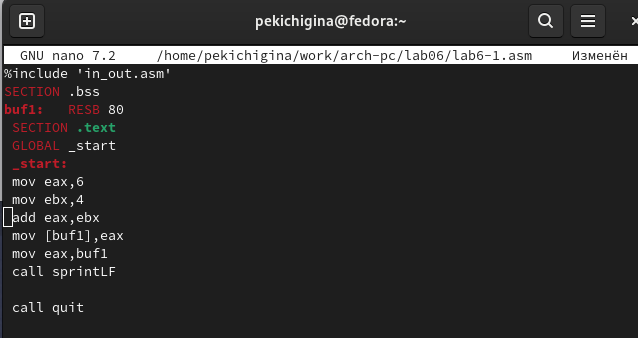 pekichigina@fedora:~
GNU nano 7.2 /home/pekichigina/work/arch-pc/lab06/lab6-1.asm Изменён
%include 'in_out.asm'
SECTION .bss
buf1: RESB 80
SECTION .text
GLOBAL _start
_start:
mov eax,6
mov ebx,4
add eax,ebx
mov [buf1],eax
mov eax,buf1
call sprintLF
call quit